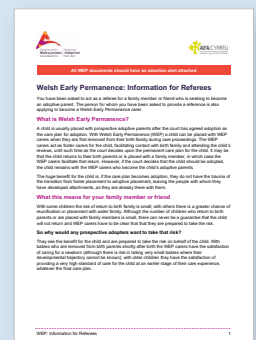 AFA CYMRU
All WEP documents should have an adoption alert attached
Welsh Early Permanence: Information for Referees
You have been asked to act as a referee for a family member or friend who is seeking to become
an adoptive parent. The person for whom you have been asked to provide a reference is also
applying to become a Welsh Early Permanence carer.
What is Welsh Early Permanence?
A child is usually placed with prospective adoptive parents after the court has agreed adoption as
the care plan for adoption. With Welsh Early Permanence (WEP) a child can be placed with WEP
carers when they are first removed from their birth family during care proceedings. The WEP
carers act as foster carers for the child, facilitating contact with birth family and attending the child's
reviews, until such time as the court decides upon the permanent care plan for the child. It may be
that the child returns to their birth parents or is placed with a family member, in which case the
WEP carers facilitate that return. However, if the court decides that the child should be adopted,
the child remains with the WEP carers who become the child's adoptive parents.
The huge benefit for the child is, if the care plan becomes adoption, they do not have the trauma of
the transition from foster placement to adoptive placement, leaving the people with whom they
have developed attachments, as they are already there with them.
What this means for your family member or friend
With some children the risk of return to birth family is small; with others there is a greater chance of
reunification or placement with wider family. Although the number of children who return to birth
parents or are placed with family members is small, there can never be a guarantee that the child
will not return and WEP carers have to be clear that they are prepared to take the risk.
So why would any prospective adopters want to take that risk?
They see the benefit for the child and are prepared to take the risk on behalf of the child. With
babies who are removed from birth parents shortly after birth the WEP carers have the satisfaction
of caring for a newborn (although there is risk in taking very small babies where their
developmental trajectory cannot be known); with older children they have the satisfaction of
providing a very high standard of care for the child at an earlier stage of their care experience,
whatever the final care plan.
WEP: Information for Referees 1